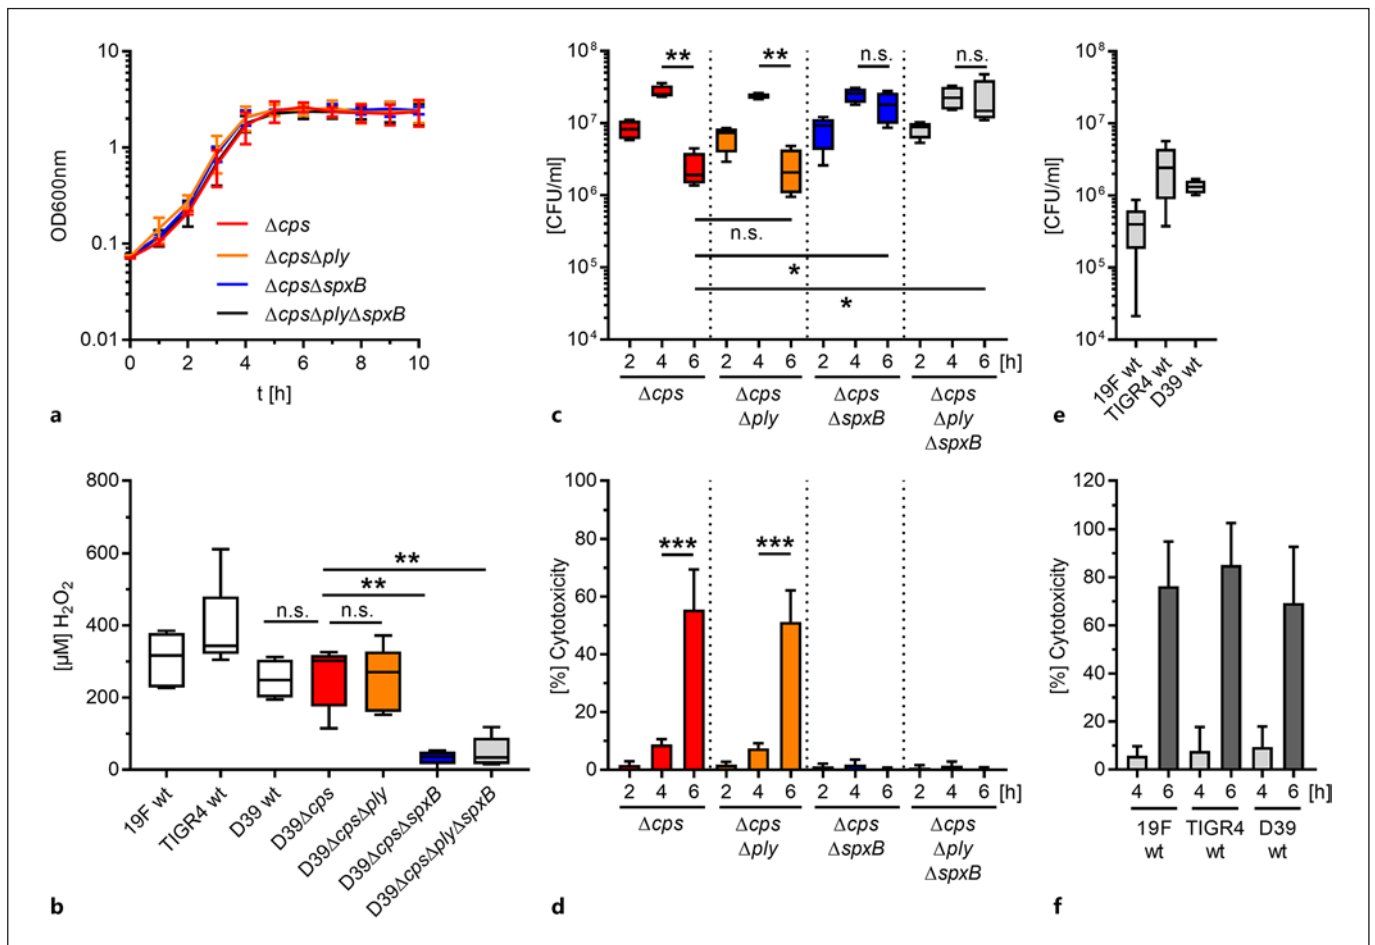 10
1
0.1
0.01
OD600nm
0 2 4 6 8 10
t [h]
Δcps
ΔcpsΔply
ΔcpsΔspxB
ΔcpsΔplyΔspxB
a
10⁸
10⁷
10⁶
10⁵
10⁴
[CFU/ml]
** ** n.s. n.s.
n.s.
*
*
2 4 6 2 4 6 2 4 6 2 4 6 [h]
Δcps Δcps Δcps Δcps
Δply ΔspxB Δply
ΔspxB
c
10⁸
10⁷
10⁶
10⁵
10⁴
[CFU/ml]
19F wt
TIGR4 wt
D39 wt
e
800
600
400
200
0
[µM] H₂O₂
**
**
n.s. n.s.
19F wt
TIGR4 wt
D39 wt
D39Δcps
D39ΔcpsΔply
D39ΔcpsΔspxB
D39ΔcpsΔplyΔspxB
b
100
80
60
40
20
0
[%] Cytotoxicity
*** ***
2 4 6 2 4 6 2 4 6 2 4 6 [h]
Δcps Δcps Δcps Δcps
Δply ΔspxB Δply
ΔspxB
d
120
100
80
60
40
20
0
[%] Cytotoxicity
4 6 4 6 4 6 [h]
19F TIGR4 D39
wt wt wt
f